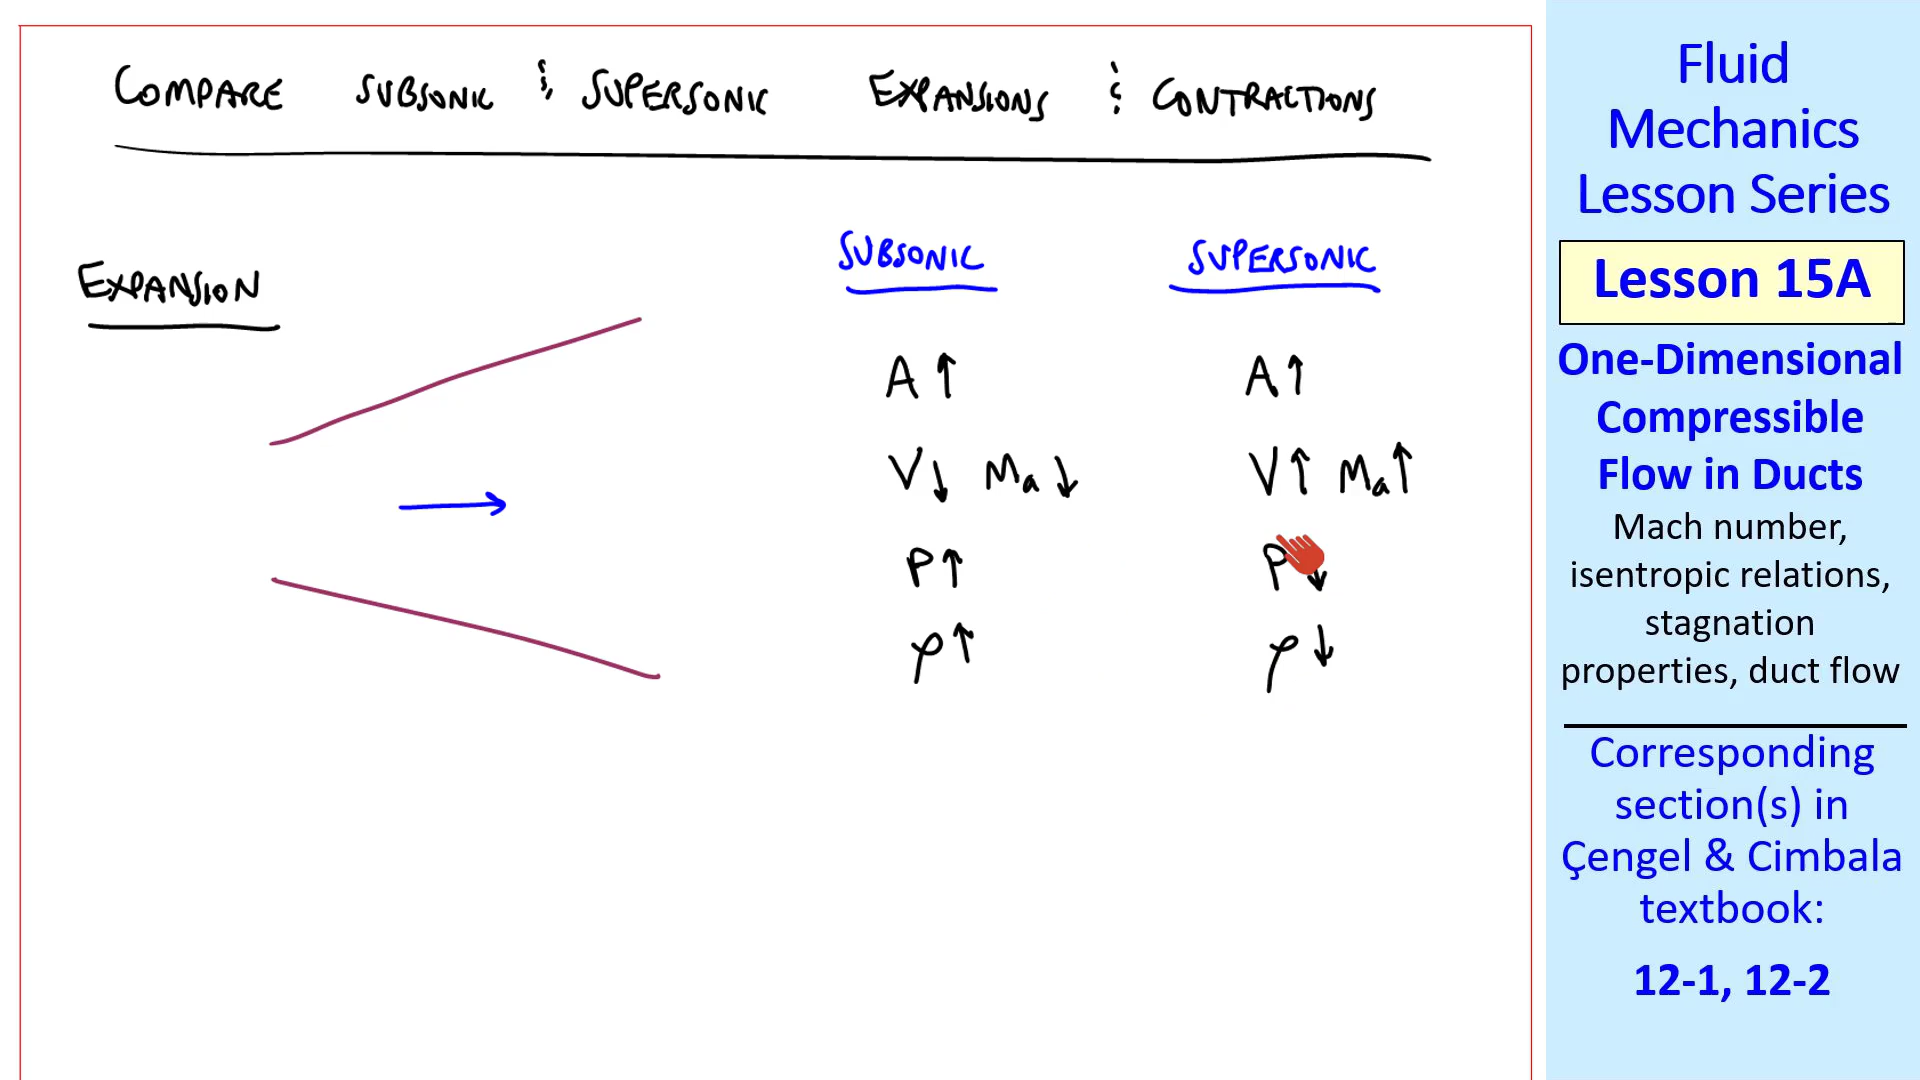 COMPARE SUBSONIC & SUPERSONIC EXPANSIONS & CONTRACTIONS
EXPANSION
SUBSONIC SUPERSONIC
A↑ A↑
V↓ Ma↓ V↑ Ma↑
P↑ P↓
ρ↑ ρ↓
Fluid
Mechanics
Lesson Series
Lesson 15A
One-Dimensional
Compressible
Flow in Ducts
Mach number,
isentropic relations,
stagnation
properties, duct flow
Corresponding
section(s) in
Çengel & Cimbala
textbook:
12-1, 12-2